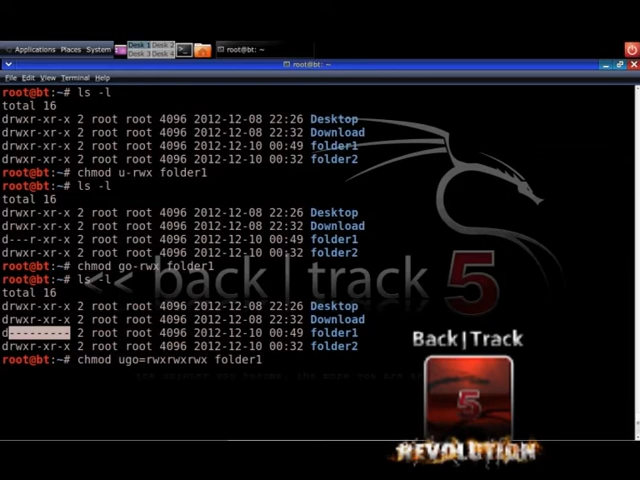 Applications Places System Desk 1 Desk 2 Desk 3 Desk 4 root@bt: ~
root@bt: ~
File Edit View Terminal Help
root@bt:~# ls -l
total 16
drwxr-xr-x 2 root root 4096 2012-12-08 22:26 Desktop
drwxr-xr-x 2 root root 4096 2012-12-08 22:32 Download
drwxr-xr-x 2 root root 4096 2012-12-10 00:49 folder1
drwxr-xr-x 2 root root 4096 2012-12-10 00:32 folder2
root@bt:~# chmod u-rwx folder1
root@bt:~# ls -l
total 16
drwxr-xr-x 2 root root 4096 2012-12-08 22:26 Desktop
drwxr-xr-x 2 root root 4096 2012-12-08 22:32 Download
d---r-xr-x 2 root root 4096 2012-12-10 00:49 folder1
drwxr-xr-x 2 root root 4096 2012-12-10 00:32 folder2
root@bt:~# chmod go-rwx folder1
root@bt:~# ls -l
total 16
drwxr-xr-x 2 root root 4096 2012-12-08 22:26 Desktop
drwxr-xr-x 2 root root 4096 2012-12-08 22:32 Download
d--------- 2 root root 4096 2012-12-10 00:49 folder1
drwxr-xr-x 2 root root 4096 2012-12-10 00:32 folder2
root@bt:~# chmod ugo=rwxrwxrwx folder1
<< back | track 5
Back|Track
5
REVOLUTION